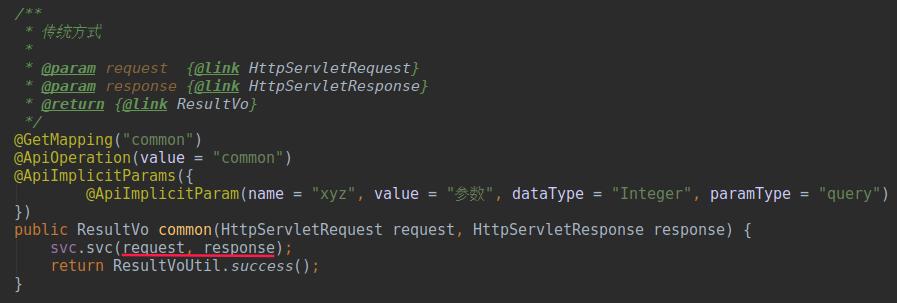 /**
 * 传统方式
 *
 * @param request  {@link HttpServletRequest}
 * @param response {@link HttpServletResponse}
 * @return {@link ResultVo}
 */
@GetMapping("common")
@ApiOperation(value = "common")
@ApiImplicitParams({
        @ApiImplicitParam(name = "xyz", value = "参数", dataType = "Integer", paramType = "query")
})
public ResultVo common(HttpServletRequest request, HttpServletResponse response) {
    svc.svc(request, response);
    return ResultVoUtil.success();
}